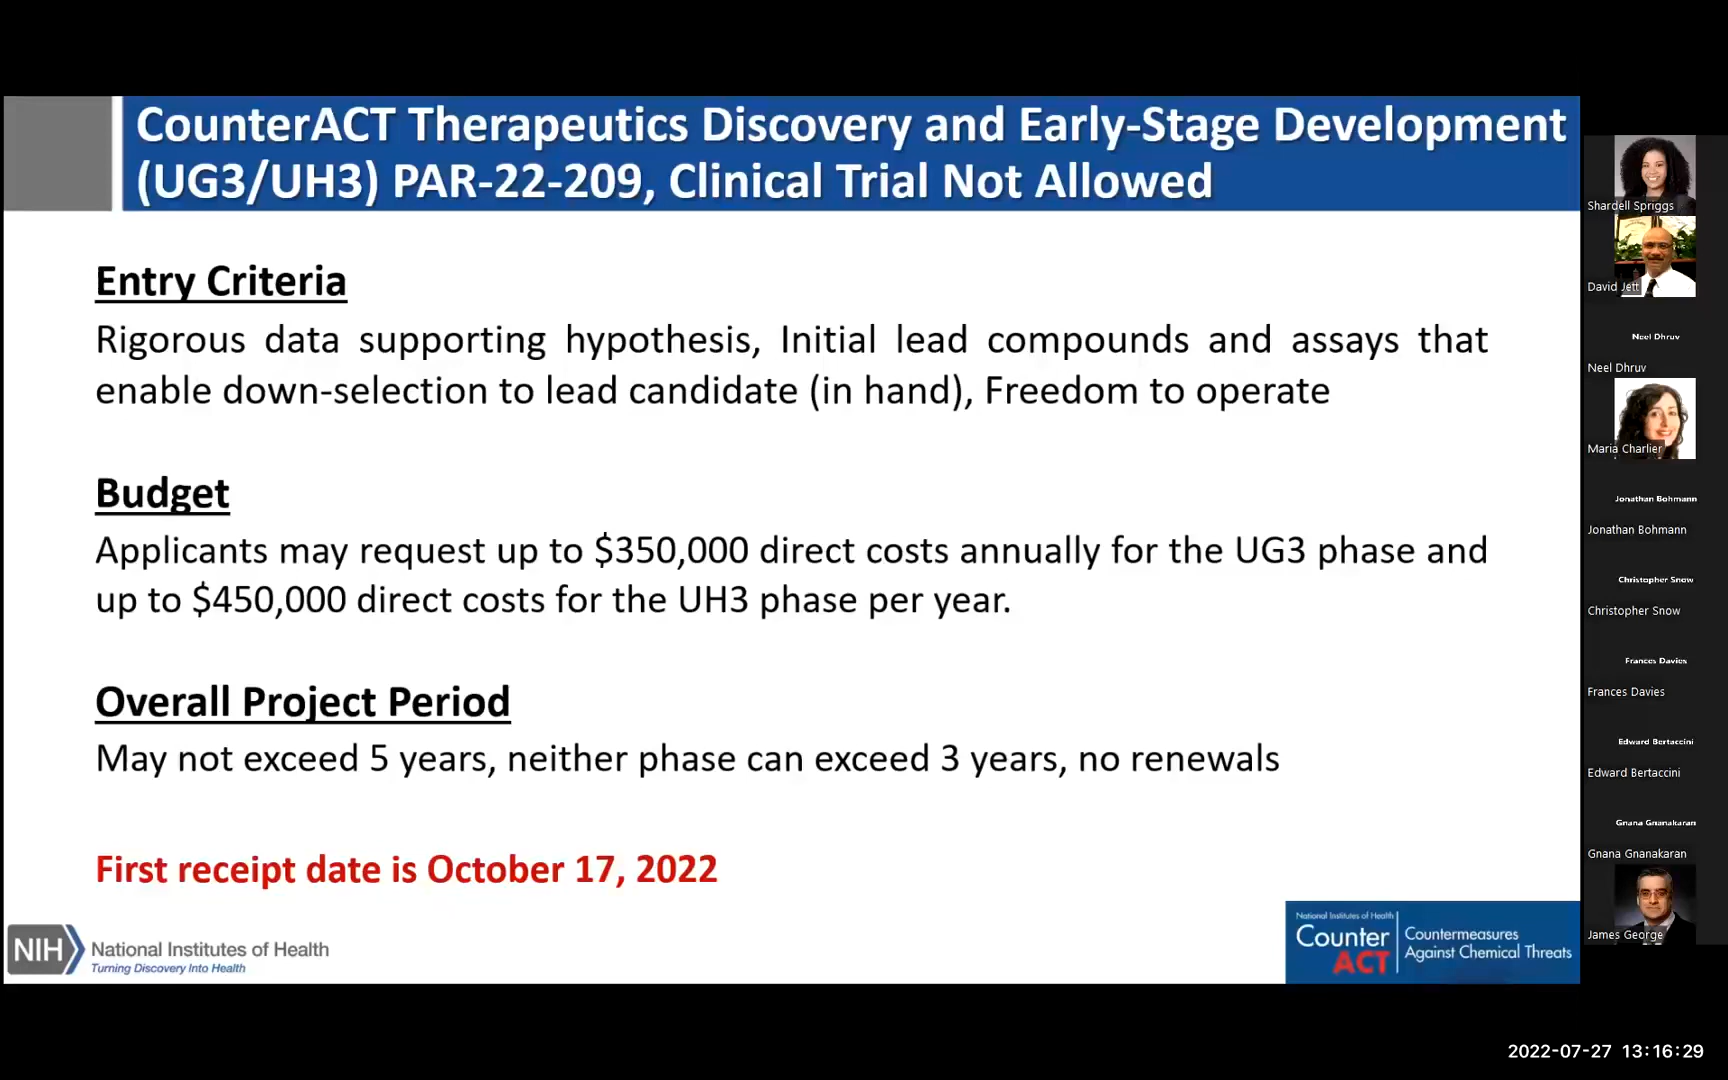 CounterACT Therapeutics Discovery and Early-Stage Development
(UG3/UH3) PAR-22-209, Clinical Trial Not Allowed
Entry Criteria
Rigorous data supporting hypothesis, Initial lead compounds and assays that
enable down-selection to lead candidate (in hand), Freedom to operate
Budget
Applicants may request up to $350,000 direct costs annually for the UG3 phase and
up to $450,000 direct costs for the UH3 phase per year.
Overall Project Period
May not exceed 5 years, neither phase can exceed 3 years, no renewals
First receipt date is October 17, 2022
NIH
National Institutes of Health
Turning Discovery Into Health
National Institutes of Health
Counter
ACT
Countermeasures
Against Chemical Threats
Shardell Spriggs
David Jett
Neel Dhruv
Neel Dhruv
Maria Charlier
Jonathan Bohmann
Jonathan Bohmann
Christopher Snow
Christopher Snow
Frances Davies
Frances Davies
Edward Bertaccini
Edward Bertaccini
Gnana Gnanakaran
Gnana Gnanakaran
James George
2022-07-27 13:16:29